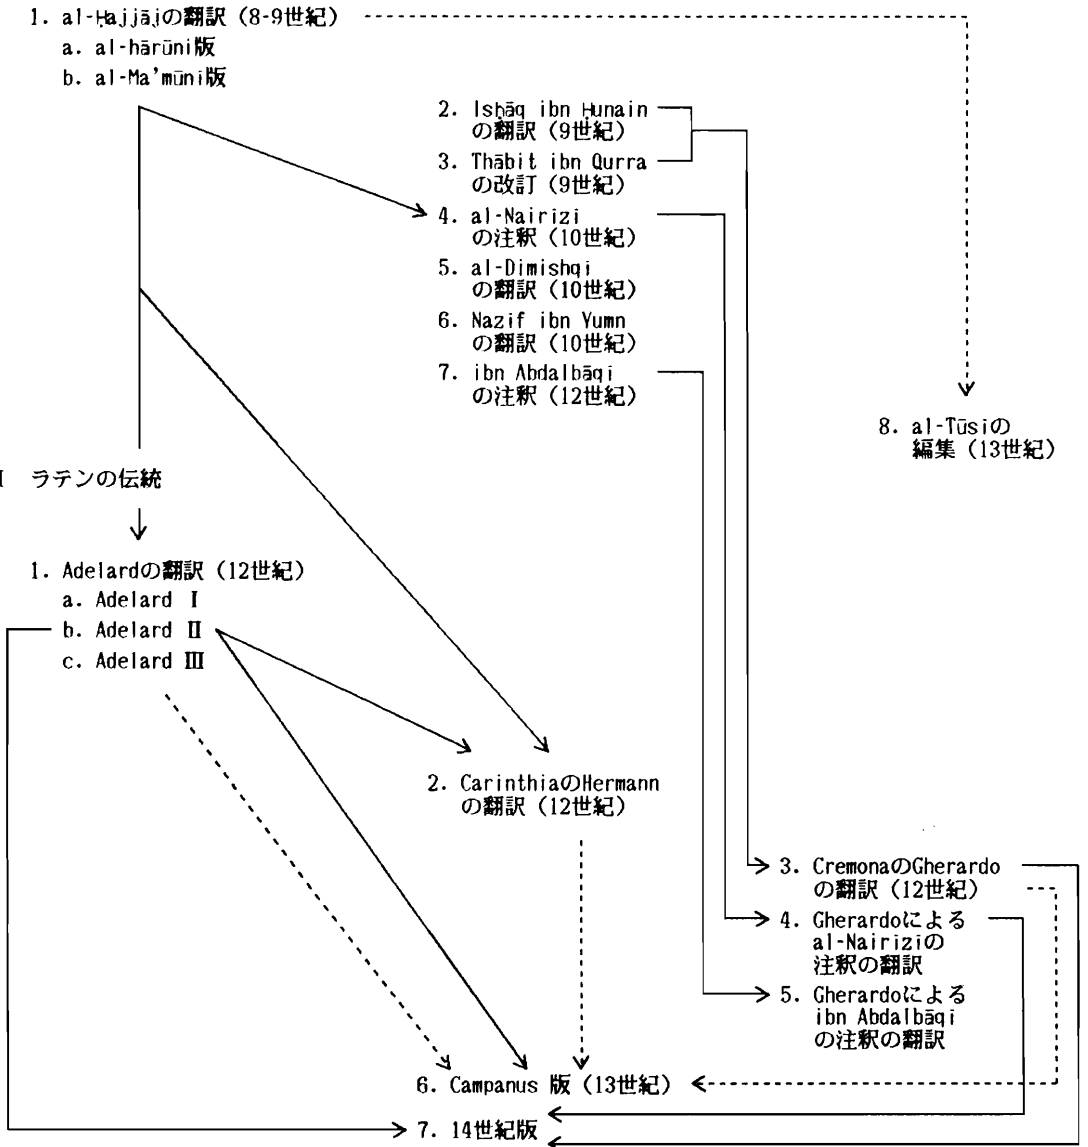 1. al-Ḥajjājの翻訳（8-9世紀）
a. al-hārūni版
b. al-Ma’mūni版
2. Isḥāq ibn Ḥunain
の翻訳（9世紀）
3. Thābit ibn Qurra
の改訂（9世紀）
4. al-Nairīzī
の注釈（10世紀）
5. al-Dimishqi
の翻訳（10世紀）
6. Nazif ibn Yumn
の翻訳（10世紀）
7. ibn Abdalbāqi
の注釈（12世紀）
8. al-Tūsiの
編集（13世紀）
I ラテンの伝統
1. Adelardの翻訳（12世紀）
a. Adelard Ⅰ
b. Adelard Ⅱ
c. Adelard Ⅲ
2. CarinthiaのHermann
の翻訳（12世紀）
3. CremonaのGherardo
の翻訳（12世紀）
4. Gherardoによる
al-Nairīzīの
注釈の翻訳
5. Gherardoによる
ibn Abdalbāqi
の注釈の翻訳
6. Campanus 版（13世紀）
7. 14世紀版